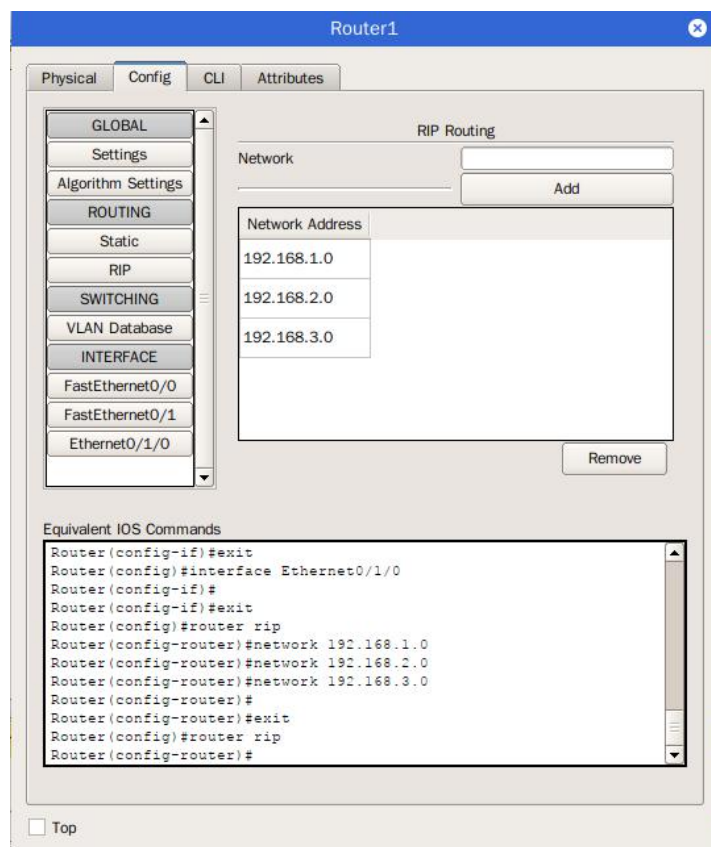 Router1
Physical
Config
CLI
Attributes
GLOBAL
Settings
Algorithm Settings
ROUTING
Static
RIP
SWITCHING
VLAN Database
INTERFACE
FastEthernet0/0
FastEthernet0/1
Ethernet0/1/0
RIP Routing
Network
Add
Network Address
192.168.1.0
192.168.2.0
192.168.3.0
Remove
Equivalent IOS Commands
Router(config-if)#exit
Router(config)#interface Ethernet0/1/0
Router(config-if)#
Router(config-if)#exit
Router(config)#router rip
Router(config-router)#network 192.168.1.0
Router(config-router)#network 192.168.2.0
Router(config-router)#network 192.168.3.0
Router(config-router)#
Router(config-router)#exit
Router(config)#router rip
Router(config-router)#
Top